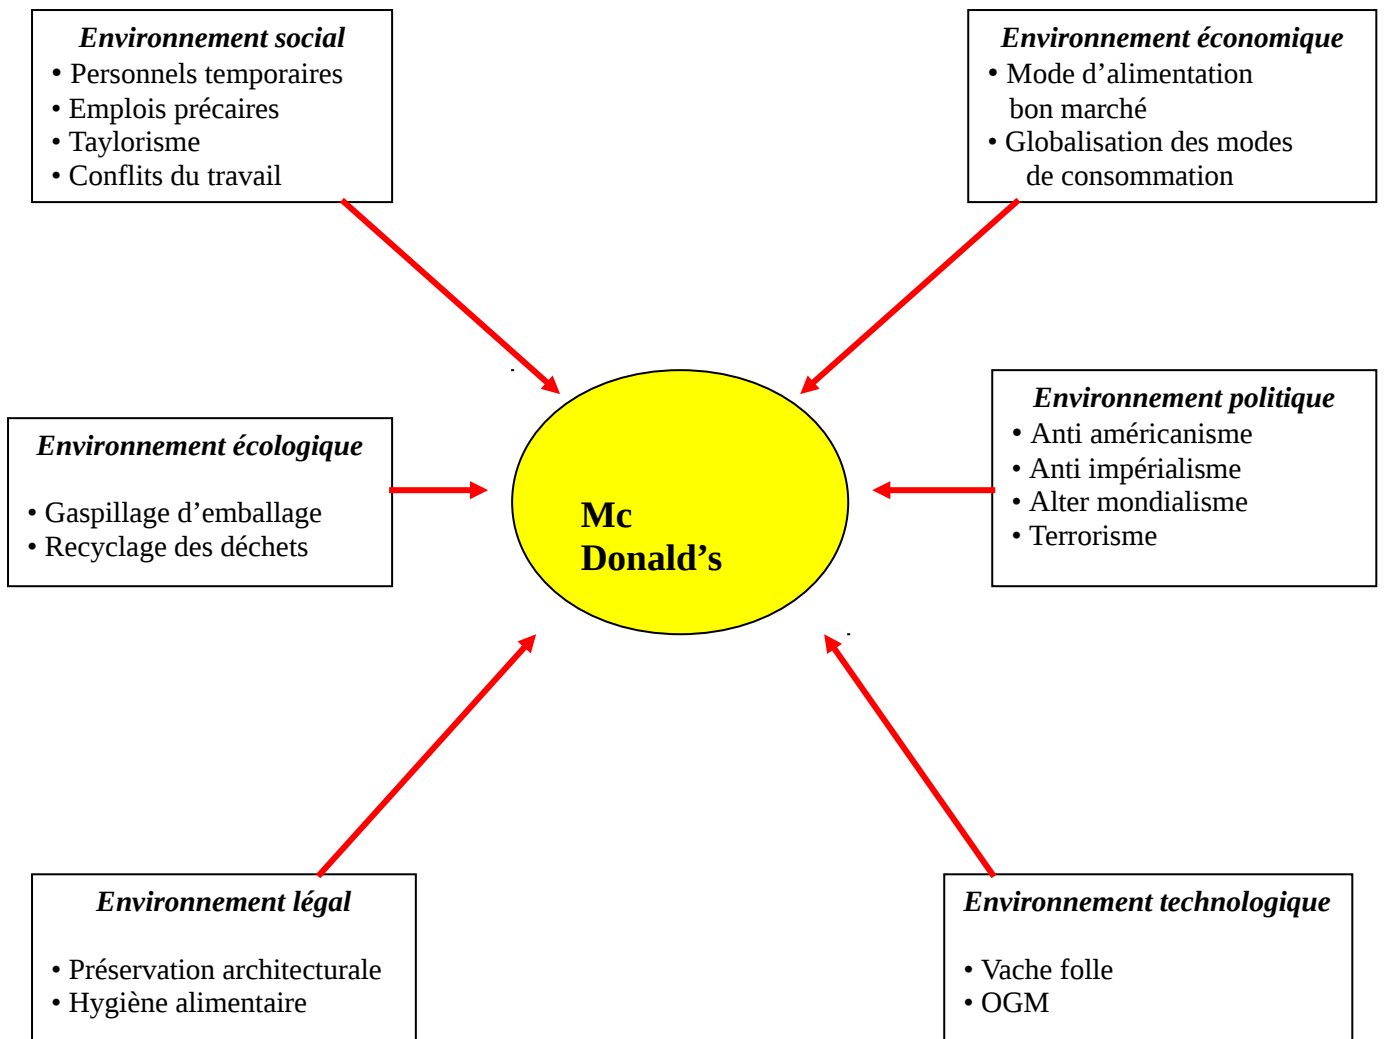 Environnement social
• Personnels temporaires
• Emplois précaires
• Taylorisme
• Conflits du travail
Environnement économique
• Mode d’alimentation
bon marché
• Globalisation des modes
de consommation
Environnement écologique
• Gaspillage d’emballage
• Recyclage des déchets
Mc
Donald’s
Environnement politique
• Anti américanisme
• Anti impérialisme
• Alter mondialisme
• Terrorisme
Environnement légal
• Préservation architecturale
• Hygiène alimentaire
Environnement technologique
• Vache folle
• OGM